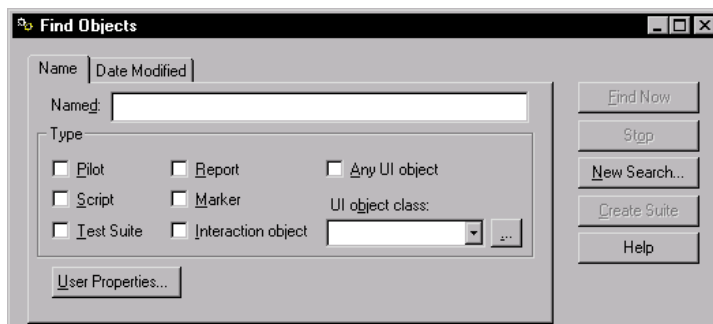 Find Objects
Name Date Modified
Named:
Find Now
Type
Stop
Pilot Report Any UI object
New Search...
Script Marker UI object class:
Create Suite
Test Suite Interaction object ...
Help
User Properties...